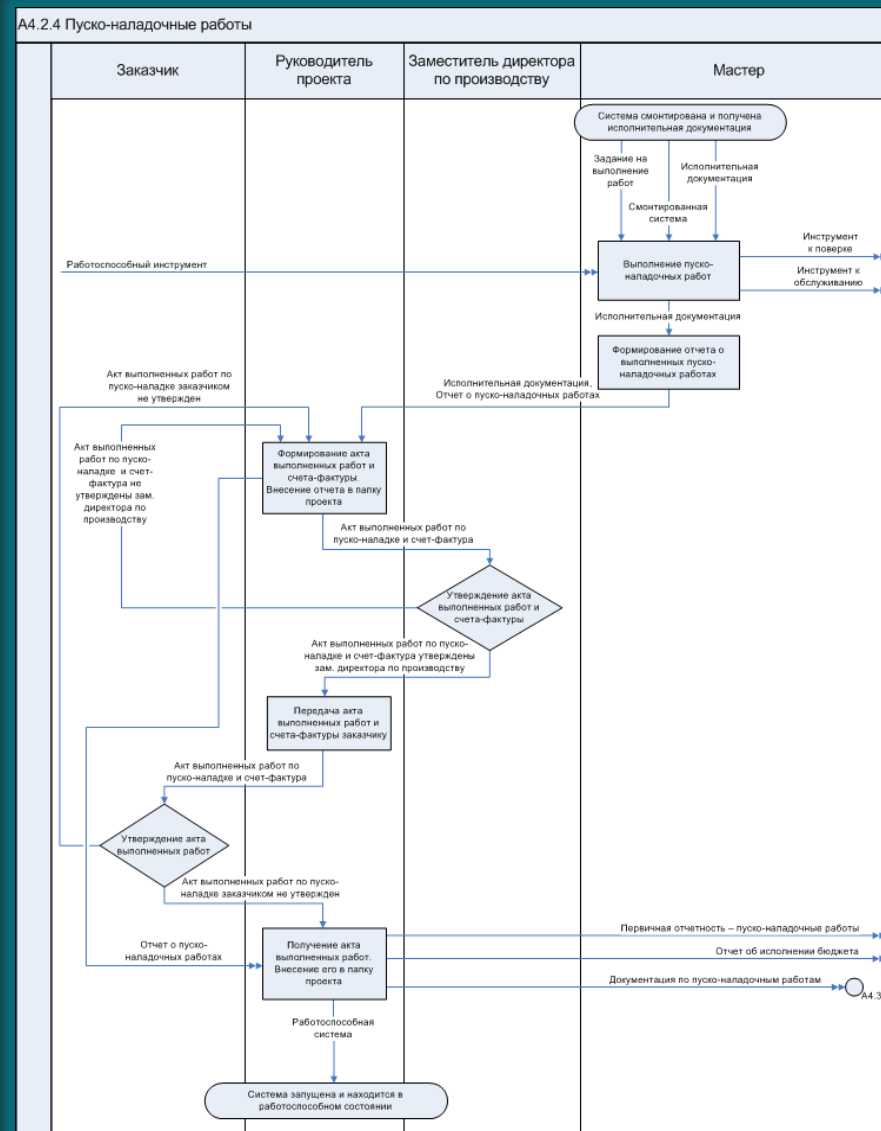 А4.2.4 Пуско-наладочные работы
Заказчик
Руководитель
проекта
Заместитель директора
по производству
Мастер
Система смонтирована и получена
исполнительная документация
Задание на
выполнение
работ
Исполнительная
документация
Смонтированная
система
Инструмент
к поверке
Работоспособный инструмент
Выполнение пуско-
наладочных работ
Инструмент к
обслуживанию
Исполнительная документация
Формирование отчета о
выполненных пуско-
наладочных работах
Акт выполненных работ по
пуско-наладке заказчиком
не утвержден
Исполнительная документация,
Отчет о пуско-наладочных работах
Акт выполненных
работ по пуско-
наладке и счет-
фактура не
утверждены зам.
директора по
производству
Формирование акта
выполненных работ и
счета-фактуры.
Внесение отчета в папку
проекта
Акт выполненных работ по
пуско-наладке и счет-фактура
Утверждение акта
выполненных работ и
счета-фактуры
Акт выполненных работ по пуско-
наладке и счет-фактура утверждены
зам. директора по производству
Передача акта
выполненных работ и
счета-фактуры заказчику
Акт выполненных работ по
пуско-наладке и счет-фактура
Утверждение акта
выполненных работ
Акт выполненных работ по пуско-
наладке заказчиком не утвержден
Отчет о пуско-
наладочных работах
Получение акта
выполненных работ.
Внесение его в папку
проекта
Первичная отчетность – пуско-наладочные работы
Отчет об исполнении бюджета
Документация по пуско-наладочным работам
А4.3
Работоспособная
система
Система запущена и находится в
работоспособном состоянии